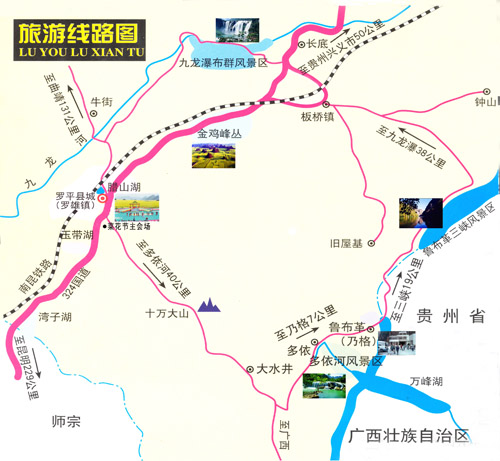 旅游线路图
LU YOU LU XIAN TU
长底
至贵州兴义市50公里
九龙瀑布群风景区
至曲靖131公里
牛街
钟山
板桥镇
金鸡峰丛
至九龙瀑38公里
九龙河
腊山湖
罗平县城
(罗雄镇)
菜花节主会场
玉带湖
旧屋基
鲁布革三峡风景区
南昆铁路
324国道
至多依河40公里
至三峡19公里
十万大山
至乃格7公里
贵州省
湾子湖
鲁布革
(乃格)
多依
多依河风景区
至昆明229公里
大水井
万峰湖
师宗
至广西
广西壮族自治区